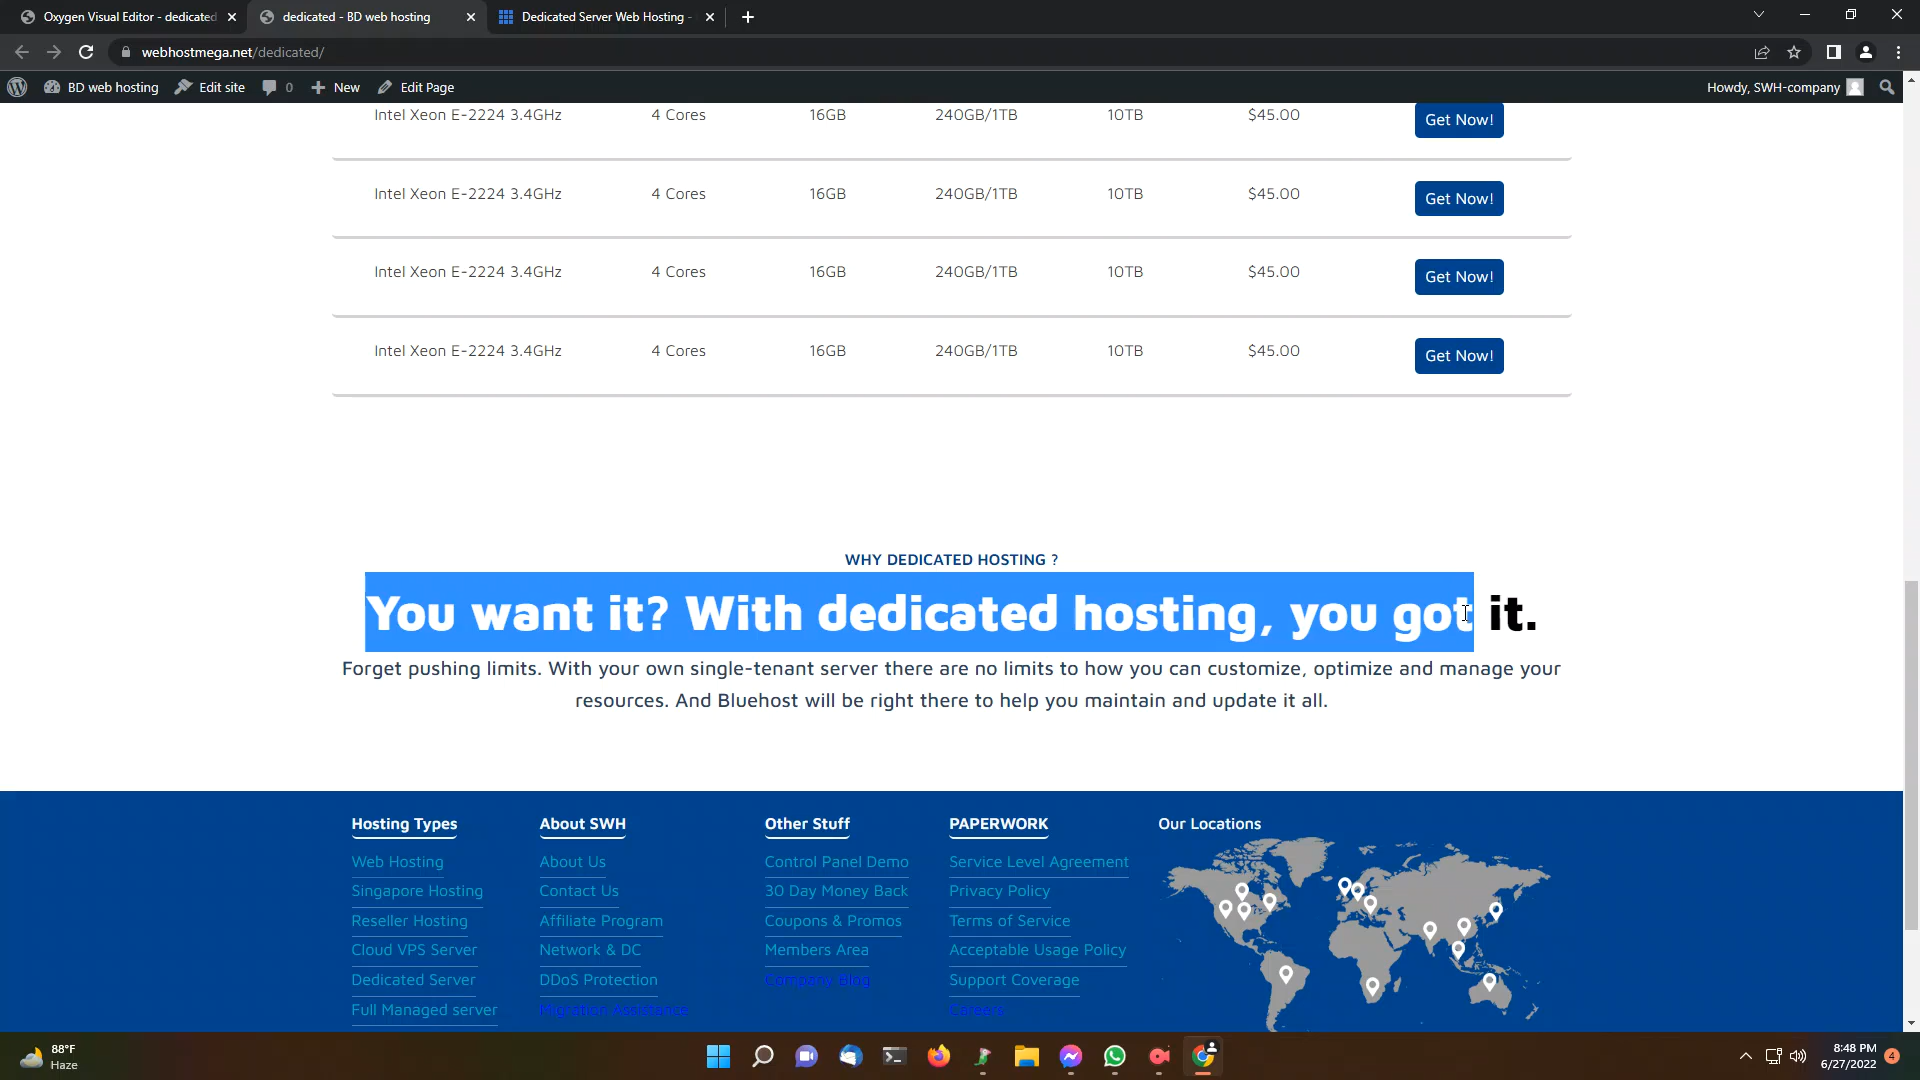 Oxygen Visual Editor - dedicated
dedicated - BD web hosting
Dedicated Server Web Hosting -
webhostmega.net/dedicated/
BD web hosting
Edit site
0
New
Edit Page
Howdy, SWH-company
Intel Xeon E-2224 3.4GHz 4 Cores 16GB 240GB/1TB 10TB $45.00 Get Now!
Intel Xeon E-2224 3.4GHz 4 Cores 16GB 240GB/1TB 10TB $45.00 Get Now!
Intel Xeon E-2224 3.4GHz 4 Cores 16GB 240GB/1TB 10TB $45.00 Get Now!
Intel Xeon E-2224 3.4GHz 4 Cores 16GB 240GB/1TB 10TB $45.00 Get Now!
WHY DEDICATED HOSTING ?
You want it? With dedicated hosting, you got it.
Forget pushing limits. With your own single-tenant server there are no limits to how you can customize, optimize and manage your
resources. And Bluehost will be right there to help you maintain and update it all.
Hosting Types
Web Hosting
Singapore Hosting
Reseller Hosting
Cloud VPS Server
Dedicated Server
Full Managed server
About SWH
About Us
Contact Us
Affiliate Program
Network & DC
DDoS Protection
Migration Assistance
Other Stuff
Control Panel Demo
30 Day Money Back
Coupons & Promos
Members Area
Company Blog
PAPERWORK
Service Level Agreement
Privacy Policy
Terms of Service
Acceptable Usage Policy
Support Coverage
Careers
Our Locations
88°F
Haze
8:48 PM
6/27/2022
4